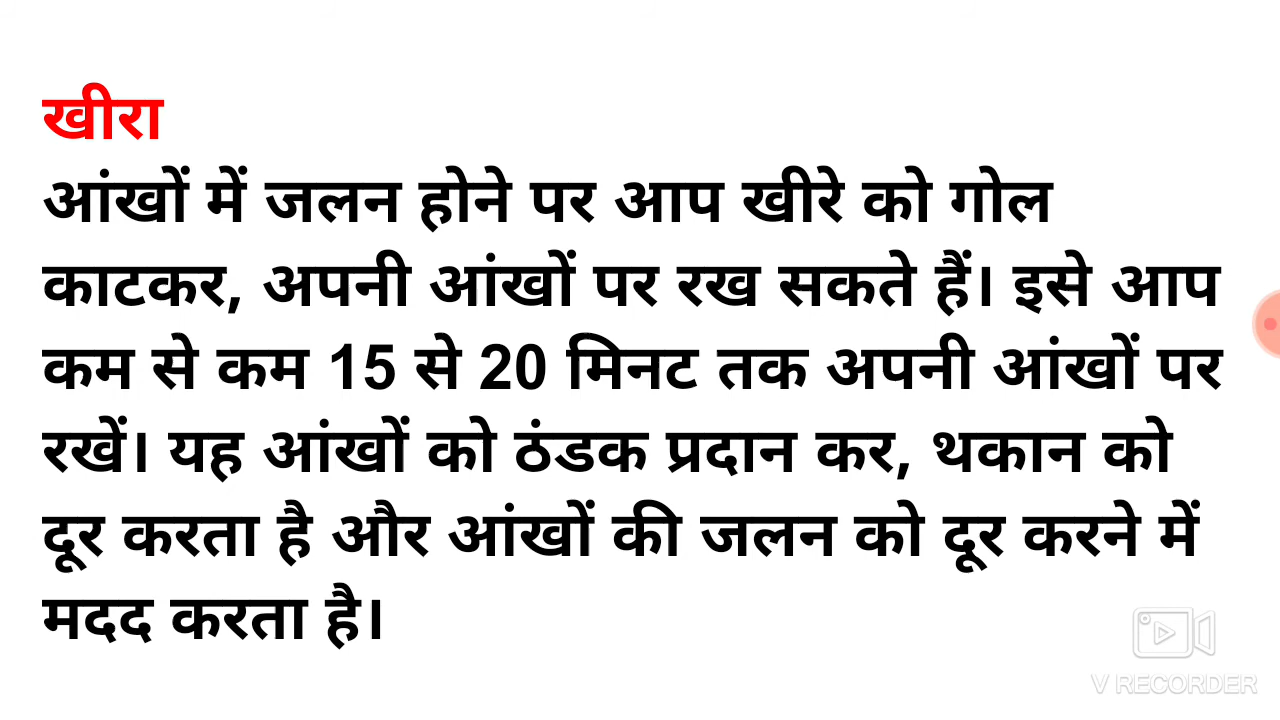 खीरा
आंखों में जलन होने पर आप खीरे को गोल
काटकर, अपनी आंखों पर रख सकते हैं। इसे आप
कम से कम 15 से 20 मिनट तक अपनी आंखों पर
रखें। यह आंखों को ठंडक प्रदान कर, थकान को
दूर करता है और आंखों की जलन को दूर करने में
मदद करता है।
V RECORDER